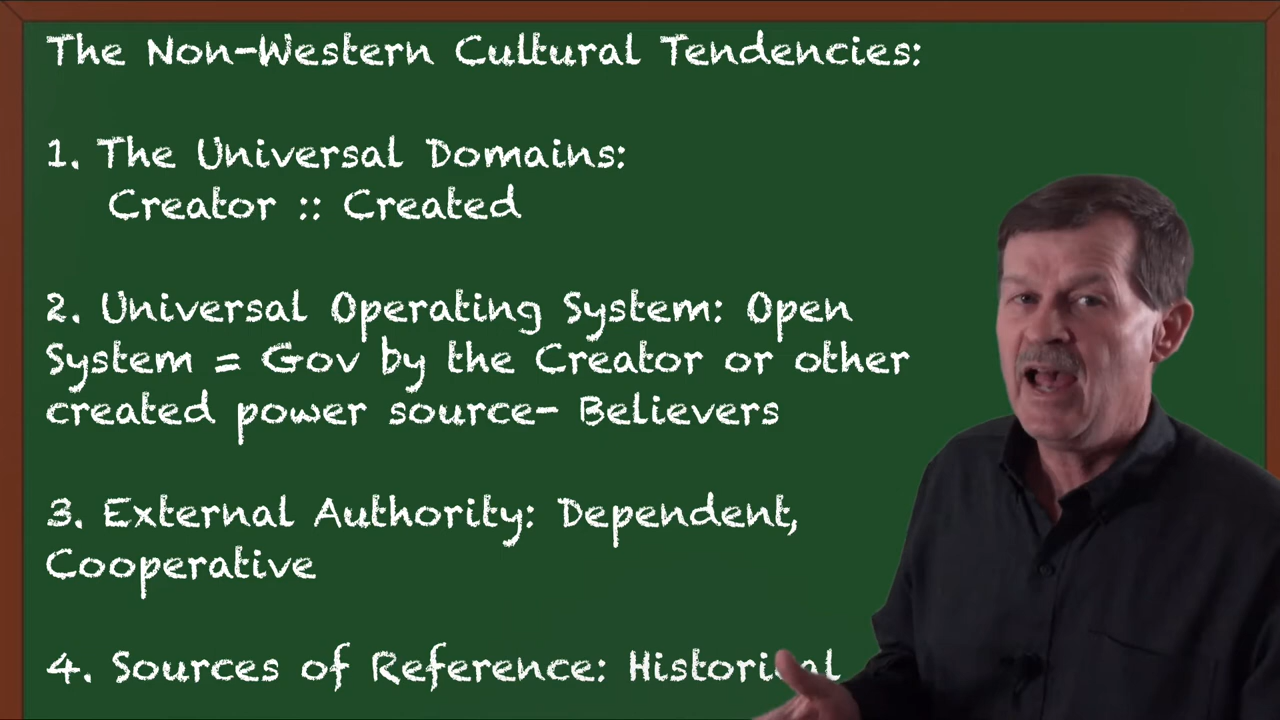 The Non-Western Cultural Tendencies:
1. The Universal Domains:
Creator :: Created
2. Universal Operating System: Open
System = Gov by the Creator or other
created power source- Believers
3. External Authority: Dependent,
Cooperative
4. Sources of Reference: Historical